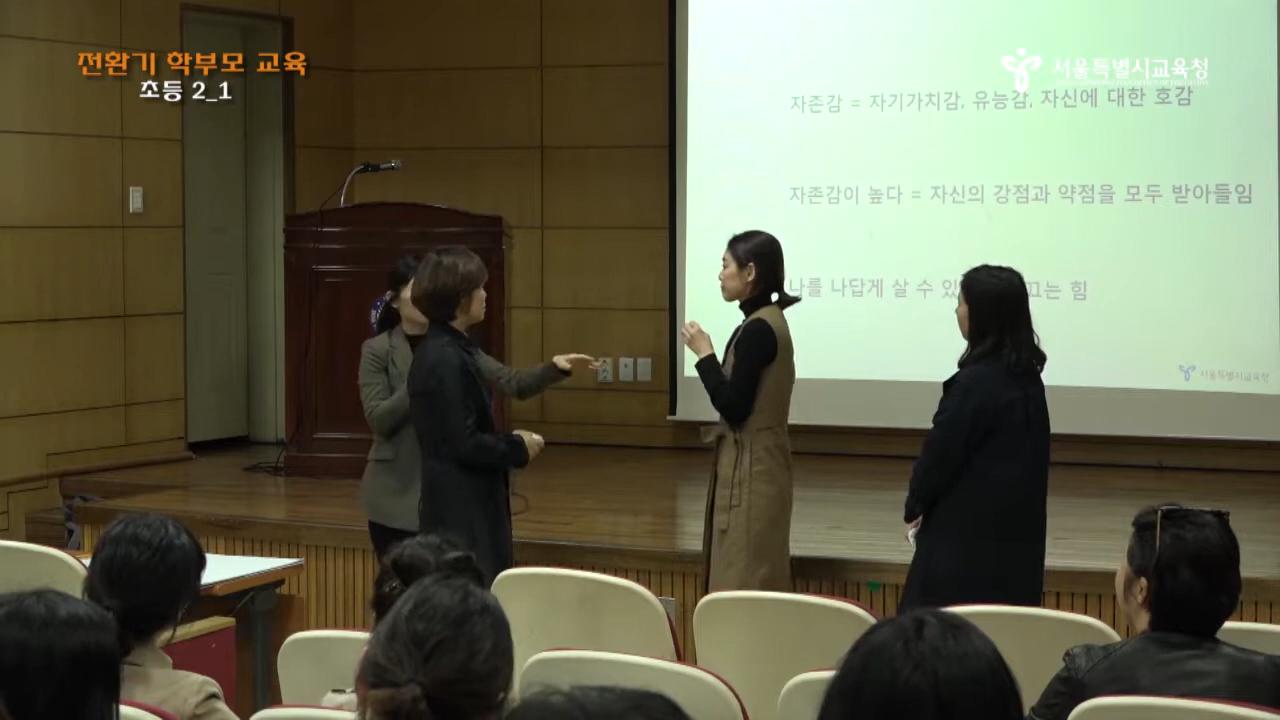 전환기 학부모 교육
초등 2_1
서울특별시교육청
자존감 = 자기가치감, 유능감, 자신에 대한 호감
자존감이 높다 = 자신의 강점과 약점을 모두 받아들임
나를 나답게 살 수 있 끄는 힘
서울특별시교육청